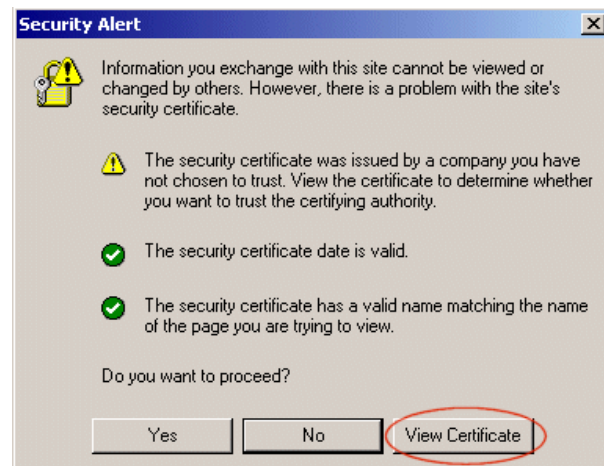 Security Alert
Information you exchange with this site cannot be viewed or
changed by others. However, there is a problem with the site's
security certificate.
The security certificate was issued by a company you have
not chosen to trust. View the certificate to determine whether
you want to trust the certifying authority.
The security certificate date is valid.
The security certificate has a valid name matching the name
of the page you are trying to view.
Do you want to proceed?
Yes No View Certificate